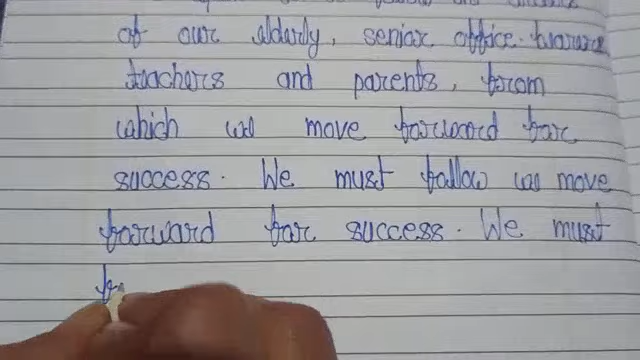 of our elderly, senior office
teachers and parents, from
which we move forward for
success. We must follow we move
forward for success. We must